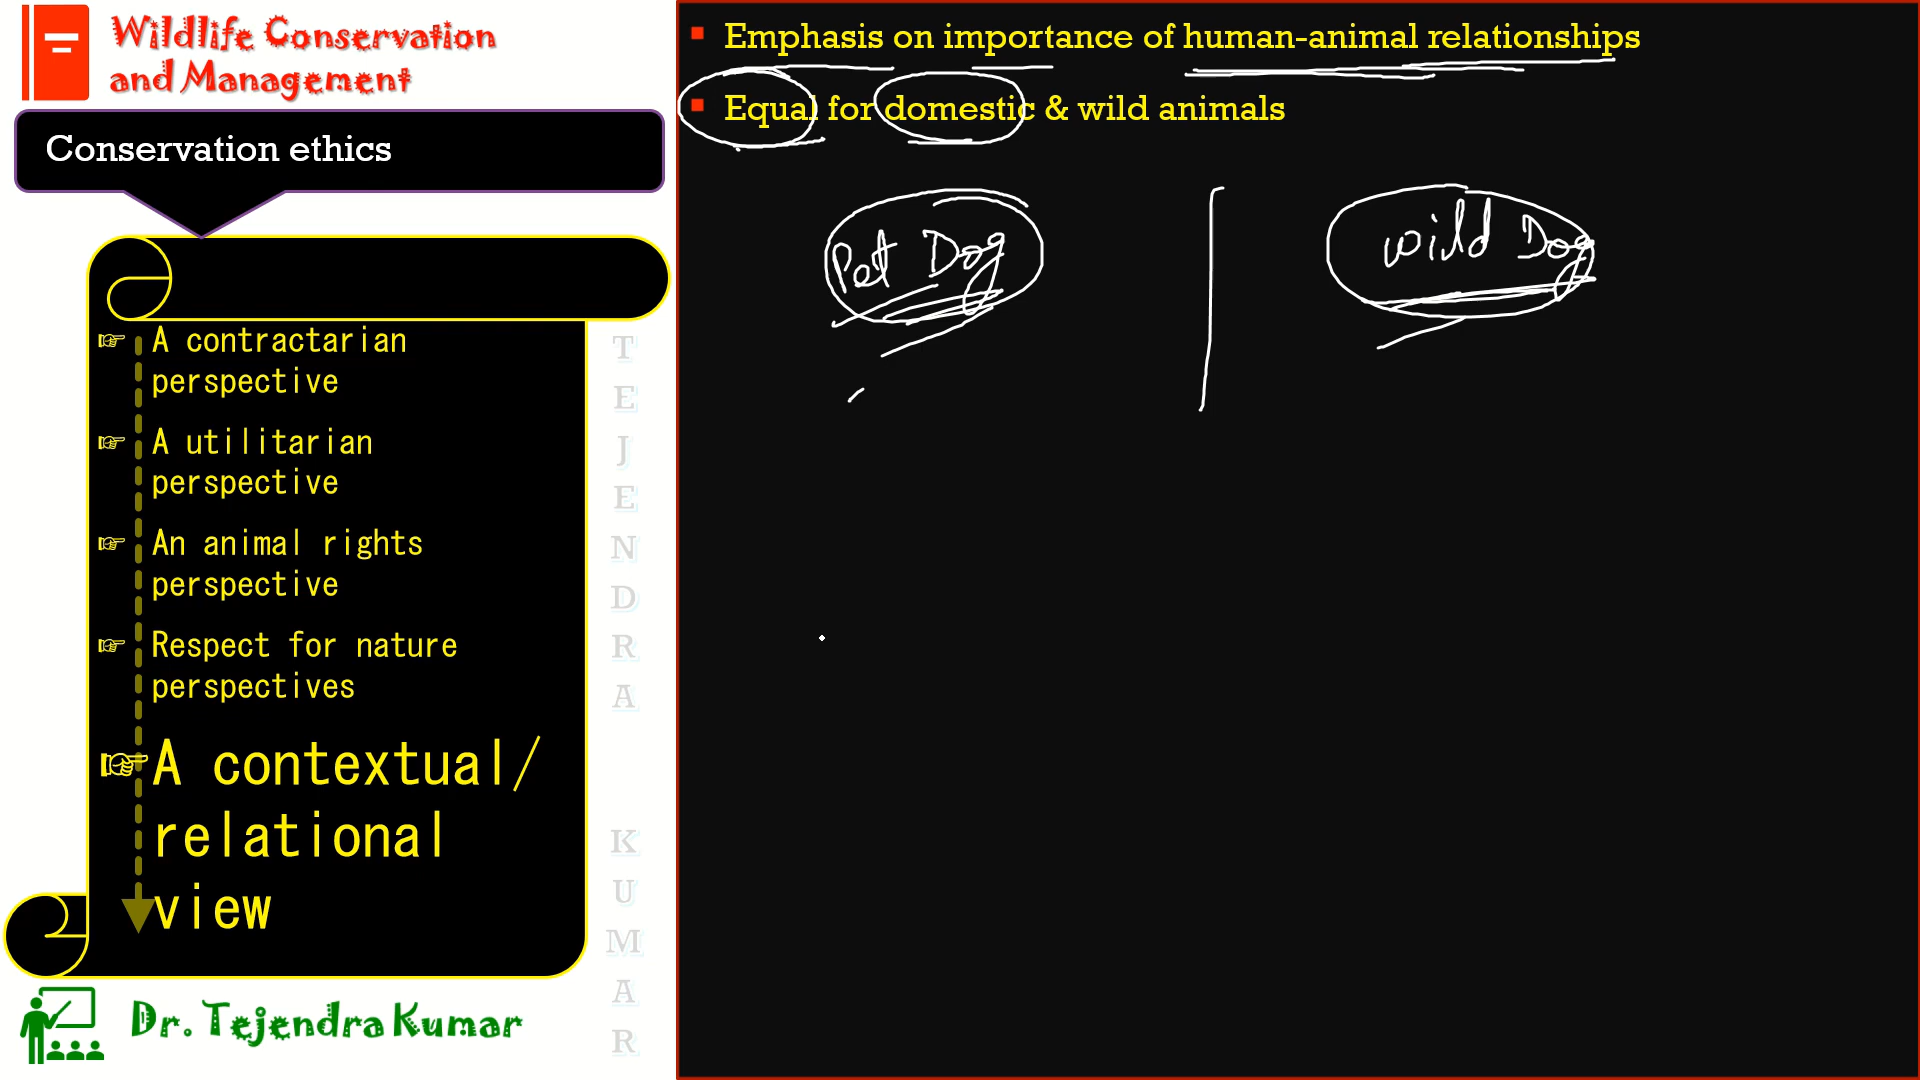 Wildlife Conservation
and Management
Conservation ethics
A contractarian
perspective
A utilitarian
perspective
An animal rights
perspective
Respect for nature
perspectives
A contextual/
relational
view
Dr. Tejendra Kumar
T
E
J
E
N
D
R
A
K
U
M
A
R
Emphasis on importance of human-animal relationships
Equal for domestic & wild animals
Pet Dog
wild Dog